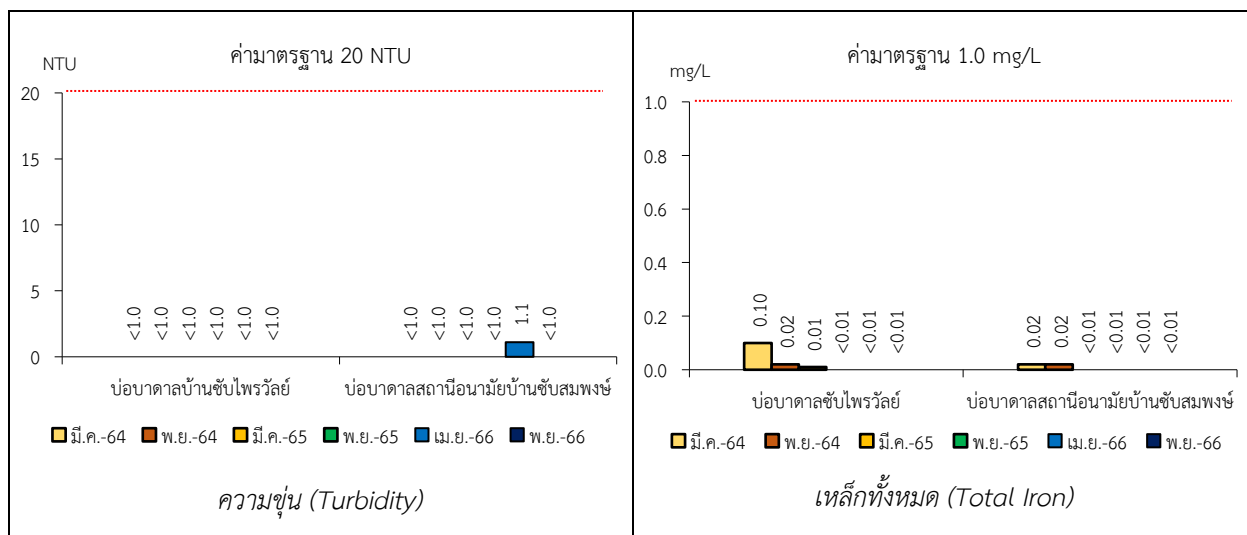 ค่ามาตรฐาน 20 NTU
NTU
20
15
10
5
0
<1.0 <1.0 <1.0 <1.0 <1.0 <1.0
<1.0 <1.0 <1.0 <1.0 1.1 <1.0
บ่อบาดาลบ้านซับไพรวัลย์ บ่อบาดาลสถานีอนามัยบ้านซับสมพงษ์
มี.ค.-64 พ.ย.-64 มี.ค.-65 พ.ย.-65 เม.ย.-66 พ.ย.-66
ความขุ่น (Turbidity)
ค่ามาตรฐาน 1.0 mg/L
mg/L
1.0
0.8
0.6
0.4
0.2
0.0
0.10 0.02 0.01 <0.01 <0.01 <0.01
0.02 0.02 <0.01 <0.01 <0.01 <0.01
บ่อบาดาลซับไพรวัลย์ บ่อบาดาลสถานีอนามัยบ้านซับสมพงษ์
มี.ค.-64 พ.ย.-64 มี.ค.-65 พ.ย.-65 เม.ย.-66 พ.ย.-66
เหล็กทั้งหมด (Total Iron)